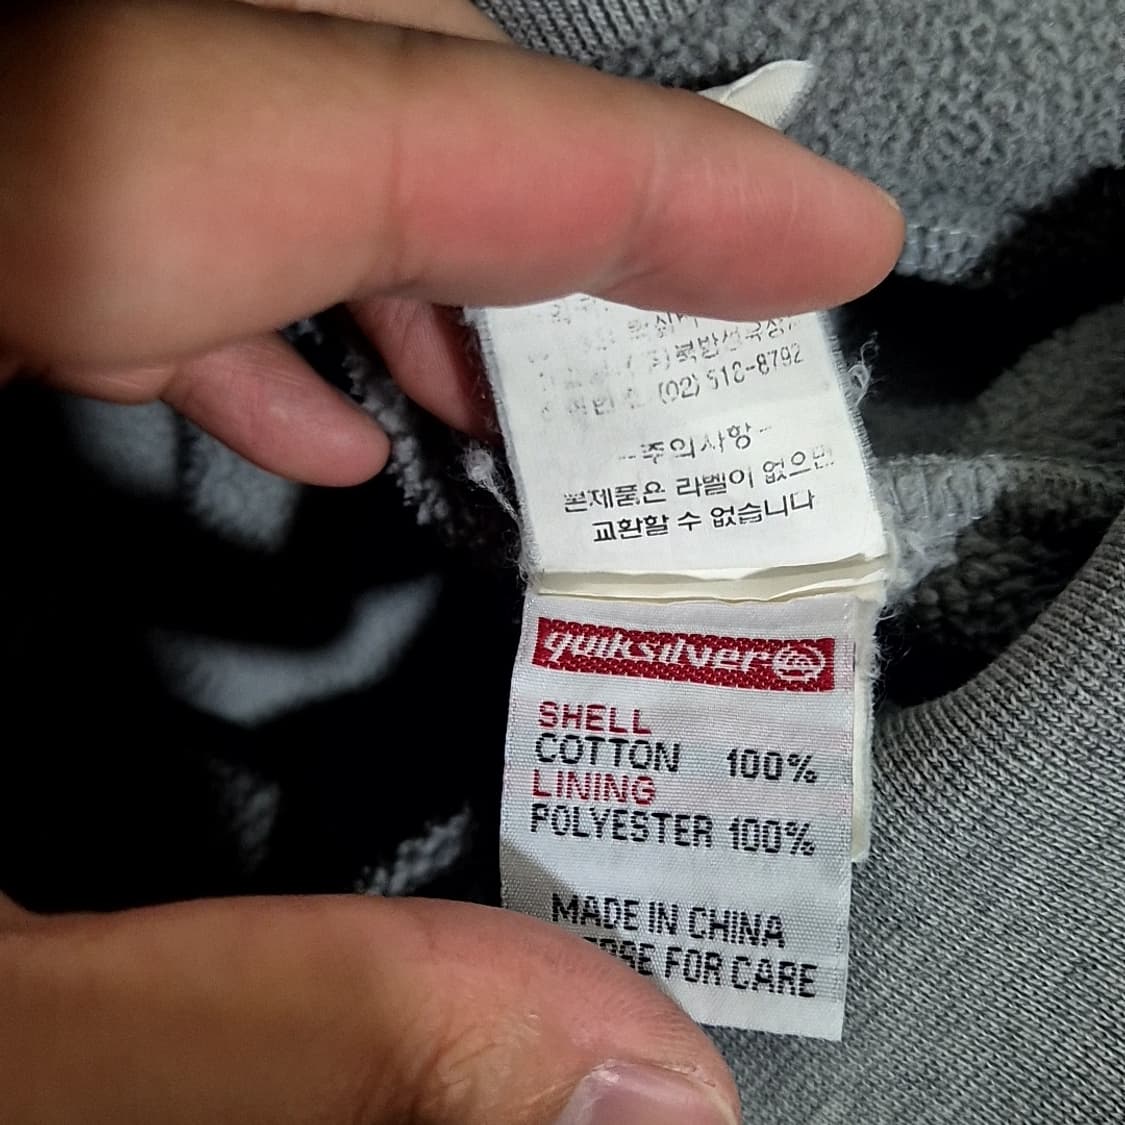 (02) 518-8792
-주의사항-
본제품은 라벨이 없으면
교환할 수 없습니다
quiksilver
SHELL
COTTON 100%
LINING
POLYESTER 100%
MADE IN CHINA
FOR CARE